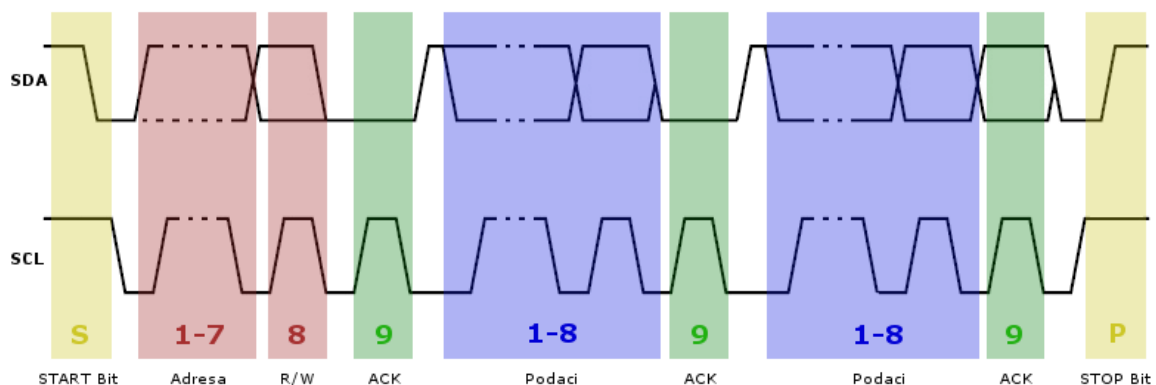 SDA
SCL
S 1-7 8 9 1-8 9 1-8 9 P
START Bit Adresa R/W ACK Podaci ACK Podaci ACK STOP Bit